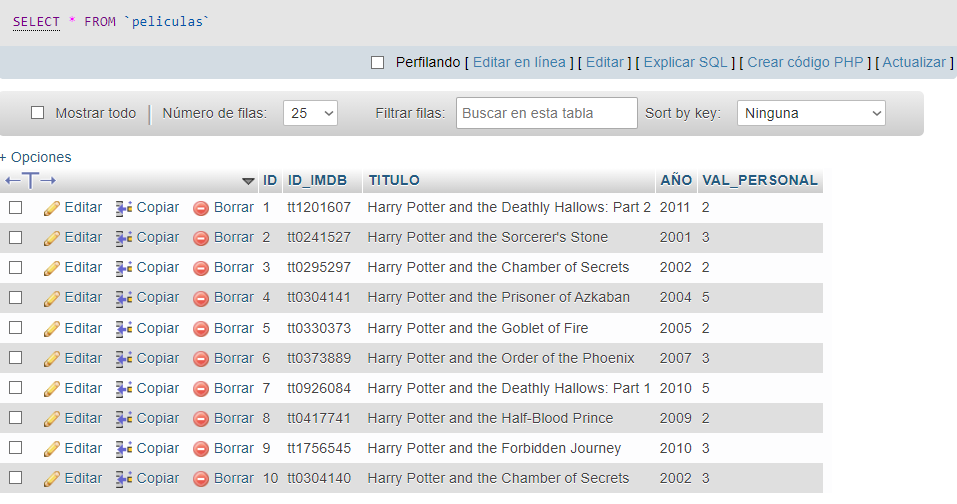 SELECT * FROM `peliculas`
Perfilando [ Editar en línea ] [ Editar ] [ Explicar SQL ] [ Crear código PHP ] [ Actualizar ]
Mostrar todo Número de filas: 25 Filtrar filas: Buscar en esta tabla Sort by key: Ninguna
+ Opciones
←T→ ID ID_IMDB TITULO AÑO VAL_PERSONAL
Editar Copiar Borrar 1 tt1201607 Harry Potter and the Deathly Hallows: Part 2 2011 2
Editar Copiar Borrar 2 tt0241527 Harry Potter and the Sorcerer's Stone 2001 3
Editar Copiar Borrar 3 tt0295297 Harry Potter and the Chamber of Secrets 2002 2
Editar Copiar Borrar 4 tt0304141 Harry Potter and the Prisoner of Azkaban 2004 5
Editar Copiar Borrar 5 tt0330373 Harry Potter and the Goblet of Fire 2005 2
Editar Copiar Borrar 6 tt0373889 Harry Potter and the Order of the Phoenix 2007 3
Editar Copiar Borrar 7 tt0926084 Harry Potter and the Deathly Hallows: Part 1 2010 5
Editar Copiar Borrar 8 tt0417741 Harry Potter and the Half-Blood Prince 2009 2
Editar Copiar Borrar 9 tt1756545 Harry Potter and the Forbidden Journey 2010 3
Editar Copiar Borrar 10 tt0304140 Harry Potter and the Chamber of Secrets 2002 3